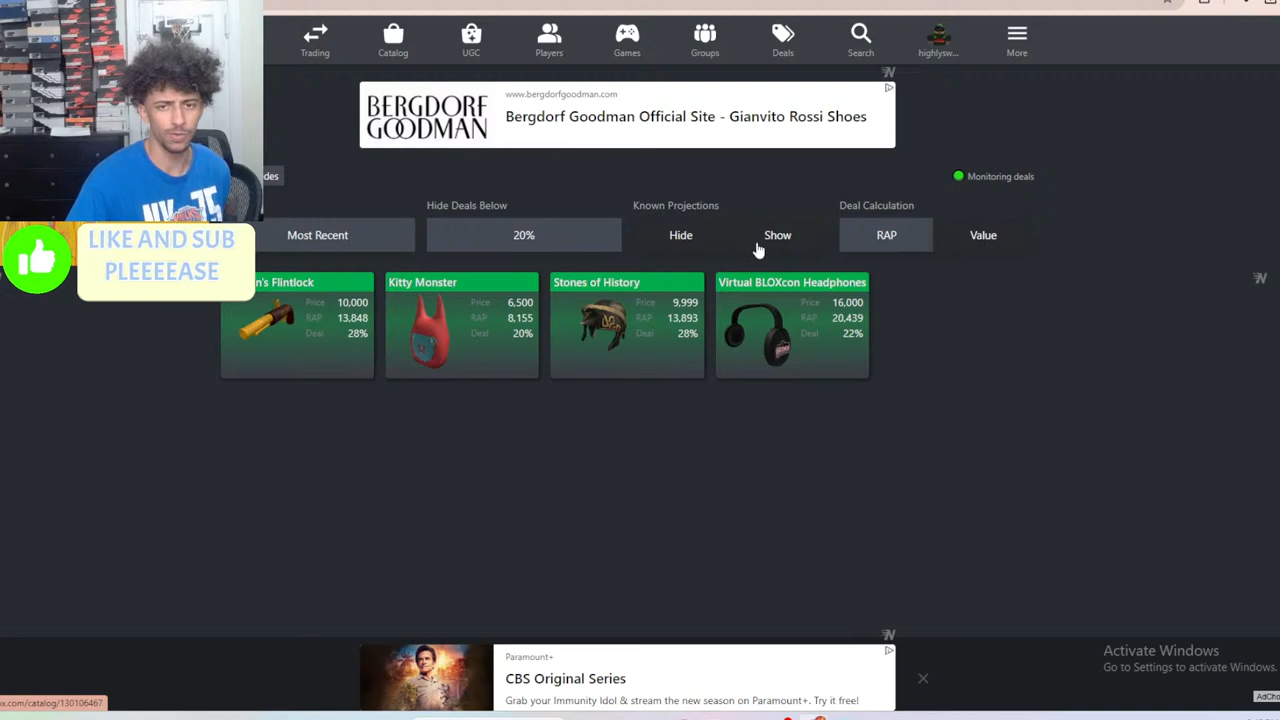 Trading
Catalog
UGC
Players
Games
Groups
Deals
Search
highlysw...
More
www.bergdorfgoodman.com
BERGDORF
GOODMAN
Bergdorf Goodman Official Site - Gianvito Rossi Shoes
des
Monitoring deals
Hide Deals Below
Known Projections
Deal Calculation
Most Recent
20%
Hide
Show
RAP
Value
LIKE AND SUB
PLEEEEASE
n's Flintlock
Price 10,000
RAP 13,848
Deal 28%
Kitty Monster
Price 6,500
RAP 8,155
Deal 20%
Stones of History
Price 9,999
RAP 13,893
Deal 28%
Virtual BLOXcon Headphones
Price 16,000
RAP 20,439
Deal 22%
Paramount+
CBS Original Series
Grab your Immunity Idol & stream the new season on Paramount+. Try it free!
Activate Windows
Go to Settings to activate Windows.
AdCho
ox.com/catalog/130106467